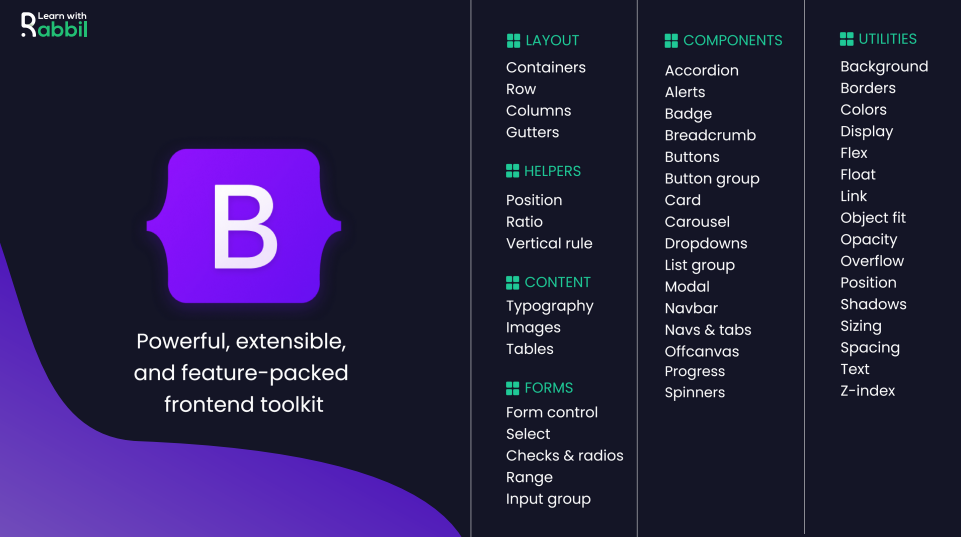 Learn with
Rabbil
B
Powerful, extensible,
and feature-packed
frontend toolkit
LAYOUT
Containers
Row
Columns
Gutters
HELPERS
Position
Ratio
Vertical rule
CONTENT
Typography
Images
Tables
FORMS
Form control
Select
Checks & radios
Range
Input group
COMPONENTS
Accordion
Alerts
Badge
Breadcrumb
Buttons
Button group
Card
Carousel
Dropdowns
List group
Modal
Navbar
Navs & tabs
Offcanvas
Progress
Spinners
UTILITIES
Background
Borders
Colors
Display
Flex
Float
Link
Object fit
Opacity
Overflow
Position
Shadows
Sizing
Spacing
Text
Z-index